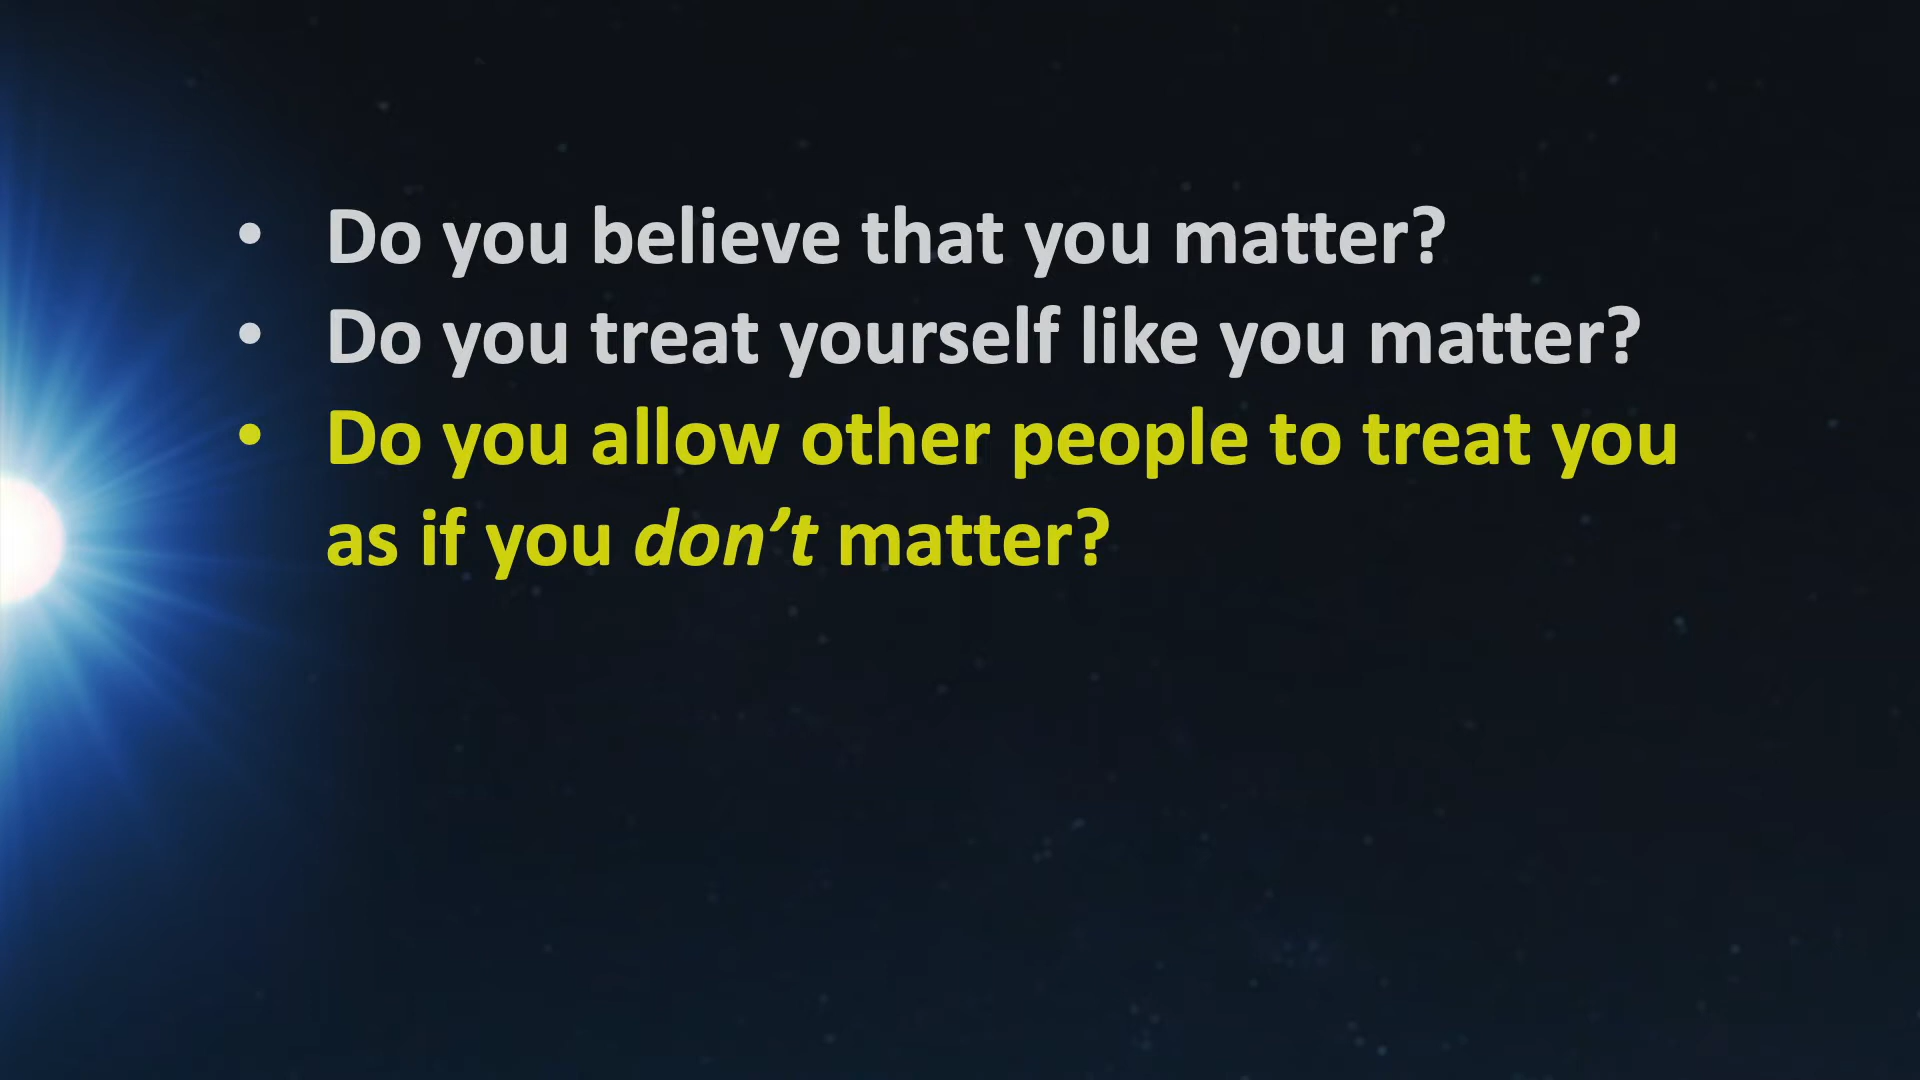 • Do you believe that you matter?
• Do you treat yourself like you matter?
• Do you allow other people to treat you
as if you don’t matter?